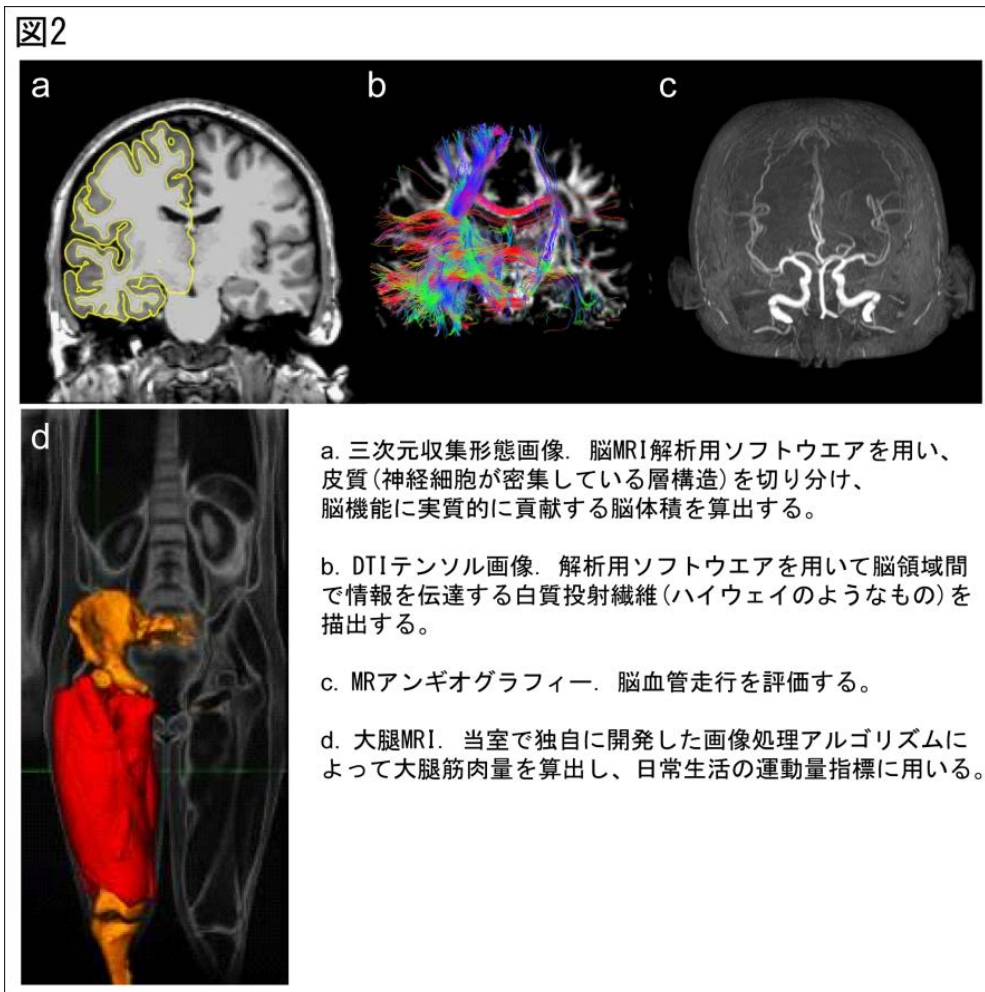 図2
a
b
c
d
a. 三次元収集形態画像. 脳MRI解析用ソフトウエアを用い、
皮質(神経細胞が密集している層構造)を切り分け、
脳機能に実質的に貢献する脳体積を算出する。
b. DTIテンソル画像. 解析用ソフトウエアを用いて脳領域間
で情報を伝達する白質投射繊維(ハイウェイのようなもの)を
描出する。
c. MRアンギオグラフィー. 脳血管走行を評価する。
d. 大腿MRI. 当室で独自に開発した画像処理アルゴリズムに
よって大腿筋肉量を算出し、日常生活の運動量指標に用いる。